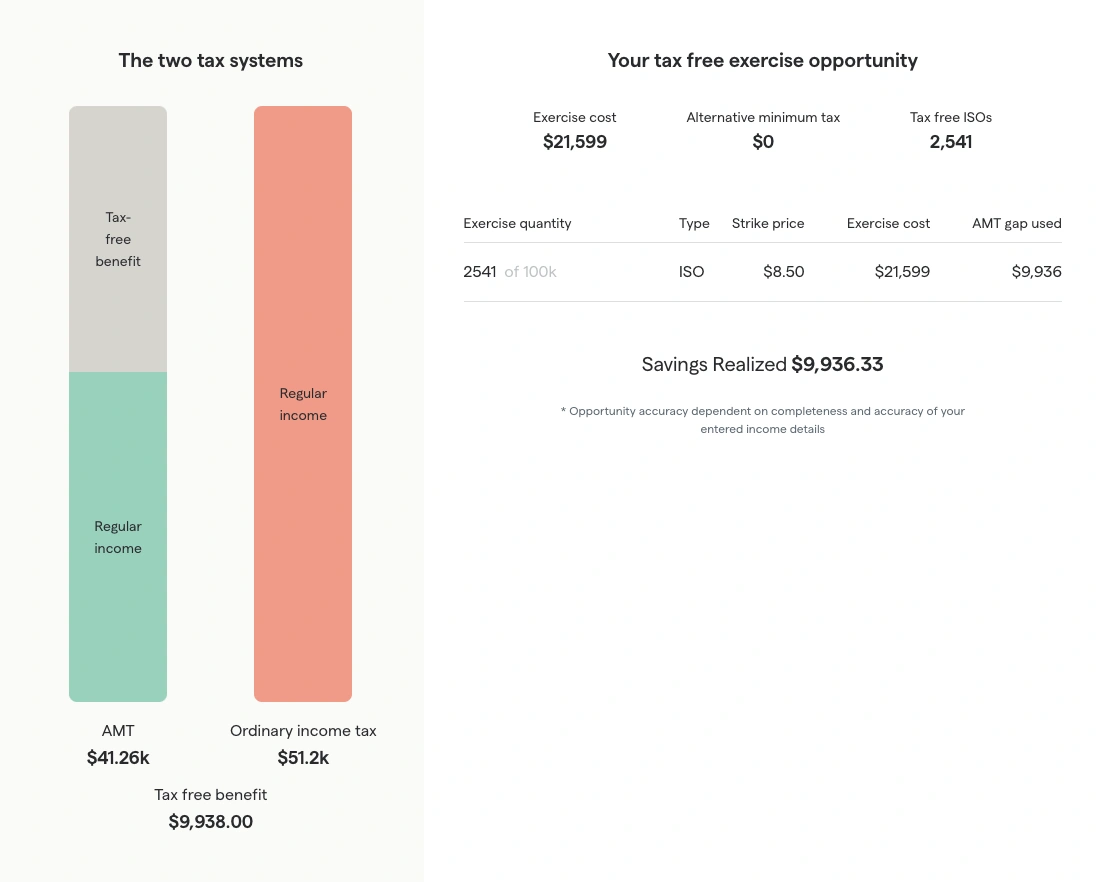 The two tax systems
Tax-
free
benefit
Regular
income
Regular
income
AMT
$41.26k
Ordinary income tax
$51.2k
Tax free benefit
$9,938.00
Your tax free exercise opportunity
Exercise cost Alternative minimum tax Tax free ISOs
$21,599 $0 2,541
Exercise quantity Type Strike price Exercise cost AMT gap used
2541 of 100k ISO $8.50 $21,599 $9,936
Savings Realized $9,936.33
* Opportunity accuracy dependent on completeness and accuracy of your
entered income details